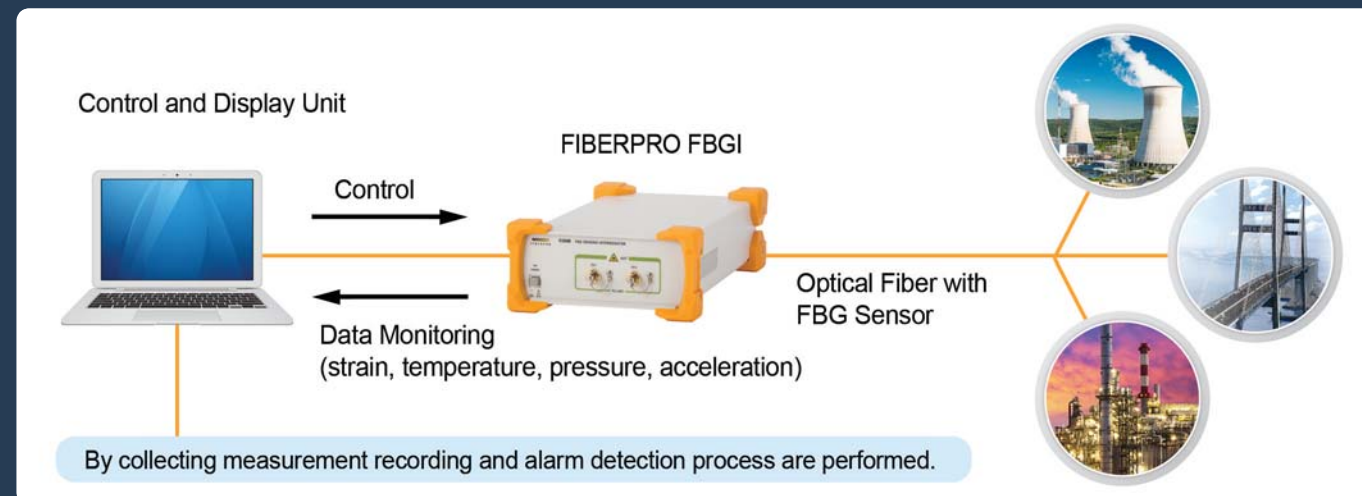 Control and Display Unit
FIBERPRO FBGI
Control
Data Monitoring
(strain, temperature, pressure, acceleration)
Optical Fiber with
FBG Sensor
By collecting measurement recording and alarm detection process are performed.